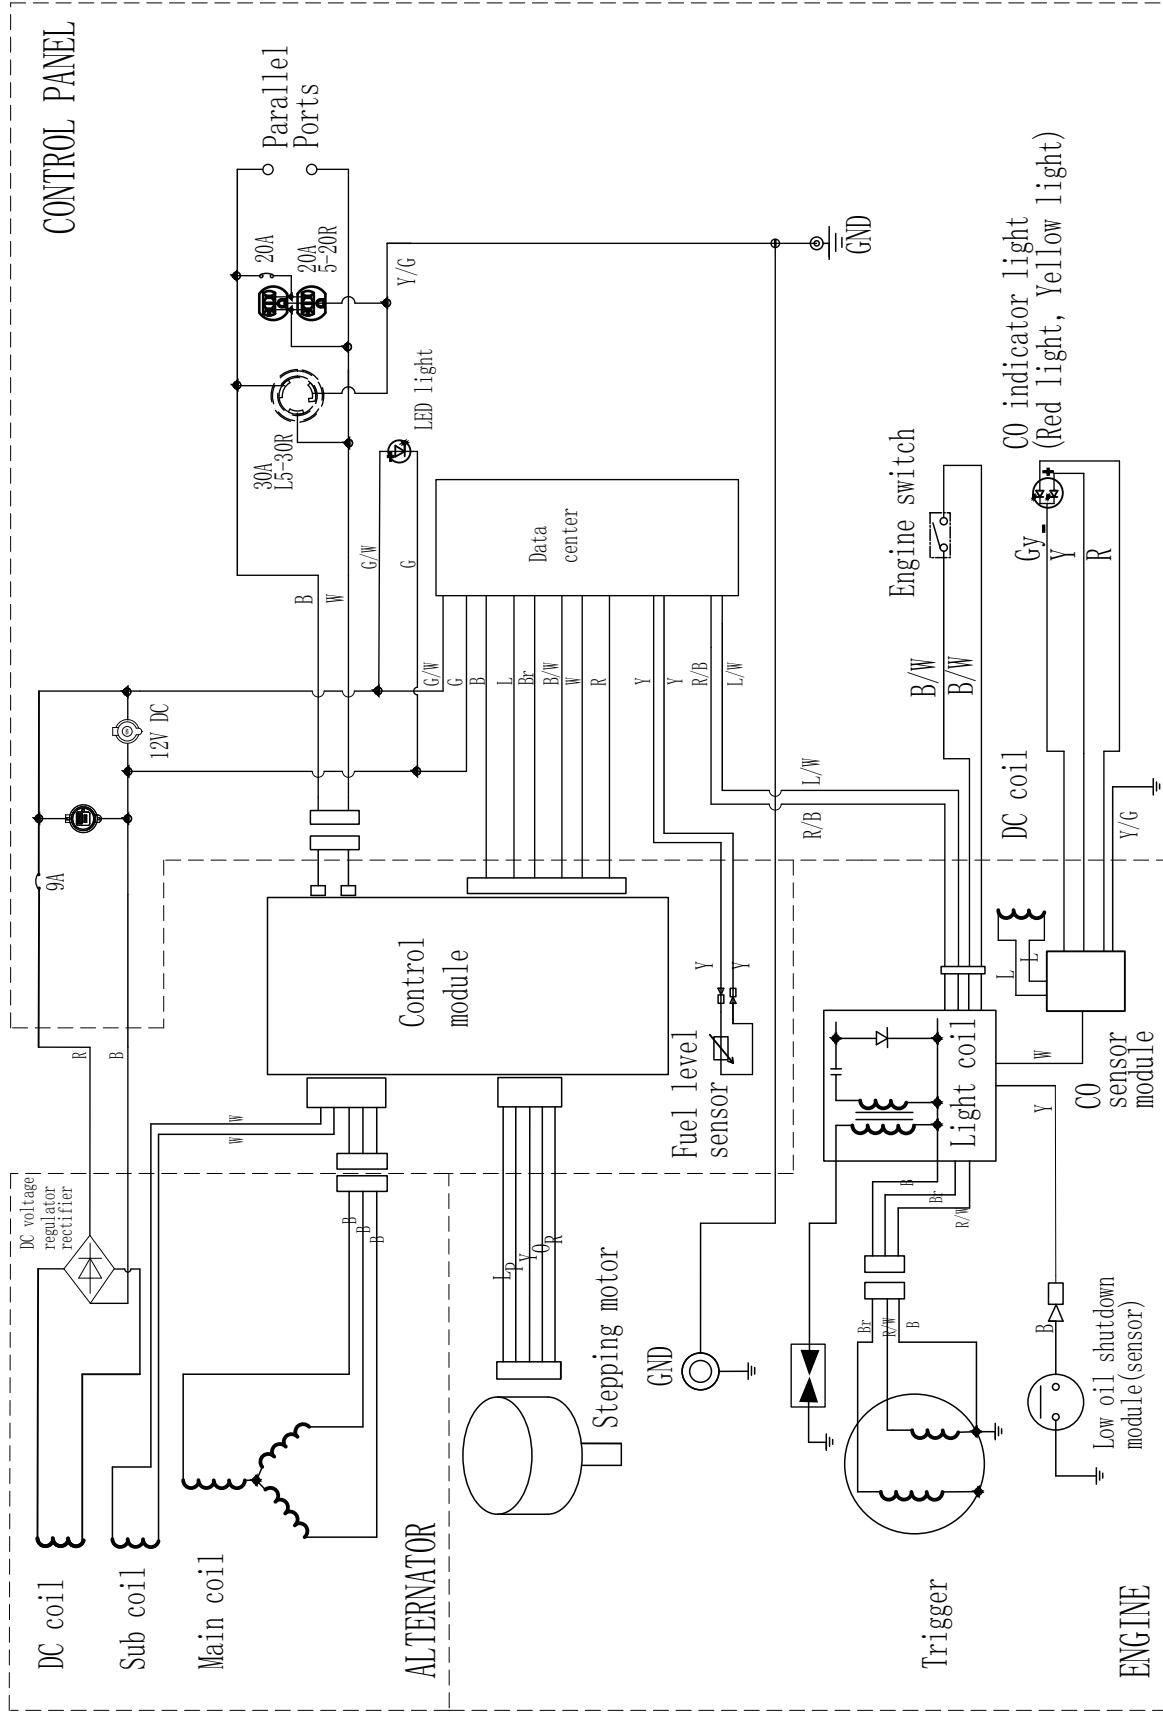 CONTROL PANEL
Parallel
Ports
20A
20A
5-20R
Y/G
GND
30A
L5-30R
LED light
CO indicator light
(Red light, Yellow light)
Engine switch
Gy
-
+
Y
R
B
W
G/W
G
Data
center
G/W
G
B
L
Br
B/W
W
R
Y
Y
R/B
L/W
B/W
B/W
12V DC
9A
R/B
L/W
DC coil
Y/G
Control
module
R
B
Y
Y
Fuel level
sensor
L
L
Light coil
W
Y
CO
sensor
module
W
W
DC voltage
regulator
rectifier
B
B
B
L
P
Y
O
R
B
Br
R/W
Stepping motor
GND
Br
R/W
B
B
Low oil shutdown
module(sensor)
DC coil
Sub coil
Main coil
ALTERNATOR
Trigger
ENGINE